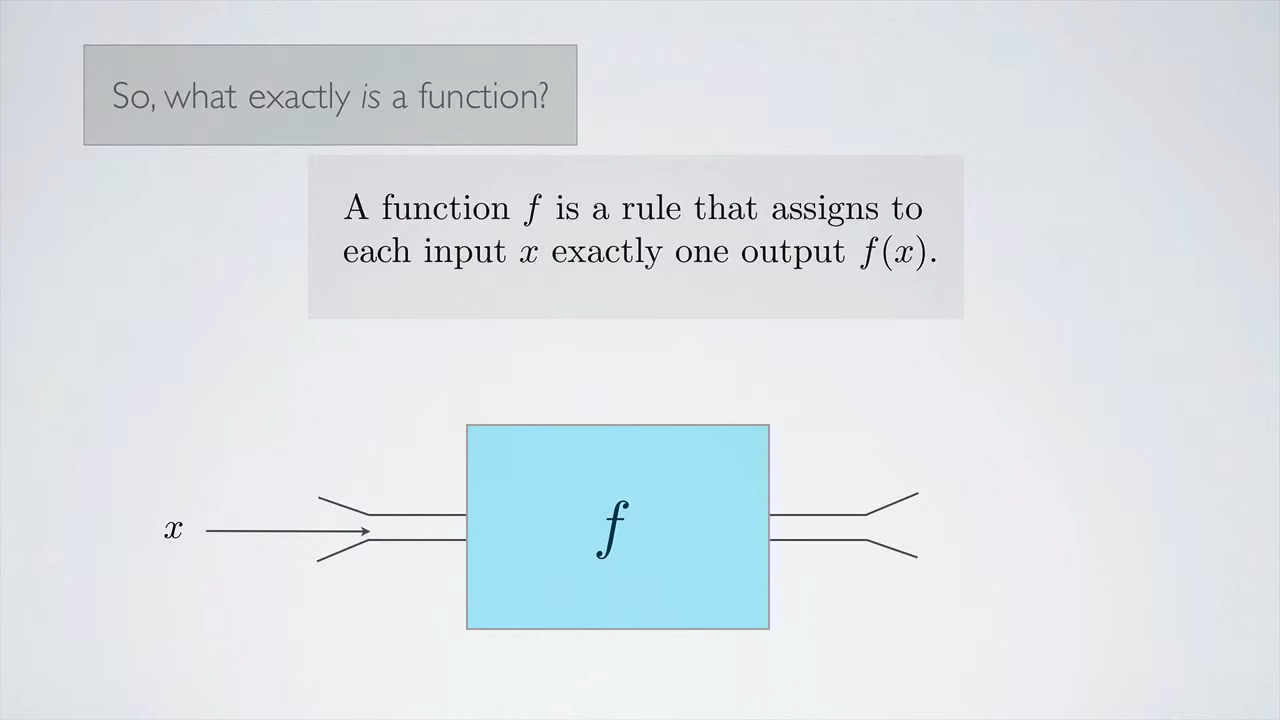 So, what exactly is a function?
A function f is a rule that assigns to
each input x exactly one output f(x).
x
f